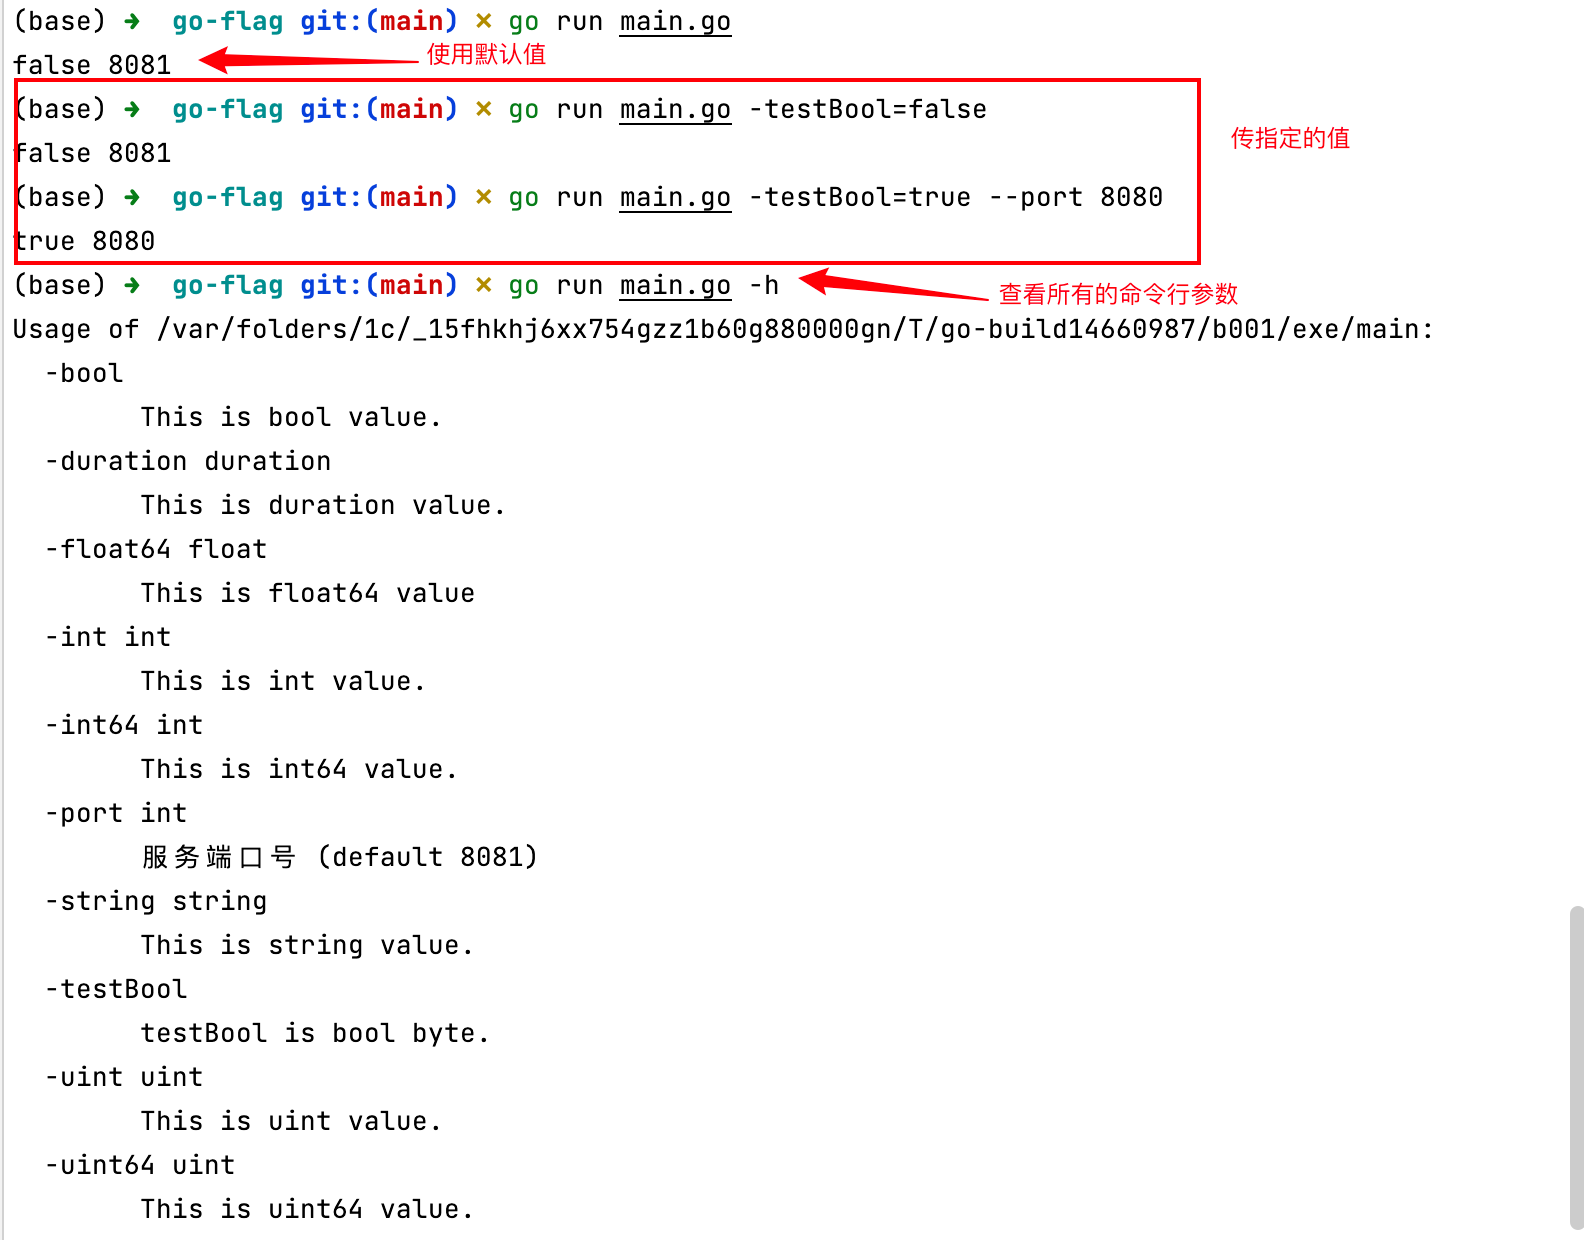 (base) ➜  go-flag git:(main) ✗ go run main.go
使用默认值
false 8081
(base) ➜  go-flag git:(main) ✗ go run main.go -testBool=false
传指定的值
false 8081
(base) ➜  go-flag git:(main) ✗ go run main.go -testBool=true --port 8080
true 8080
(base) ➜  go-flag git:(main) ✗ go run main.go -h
查看所有的命令行参数
Usage of /var/folders/1c/_15fhkhj6xx754gzz1b60g880000gn/T/go-build14660987/b001/exe/main:
  -bool
        This is bool value.
  -duration duration
        This is duration value.
  -float64 float
        This is float64 value
  -int int
        This is int value.
  -int64 int
        This is int64 value.
  -port int
        服务端口号 (default 8081)
  -string string
        This is string value.
  -testBool
        testBool is bool byte.
  -uint uint
        This is uint value.
  -uint64 uint
        This is uint64 value.